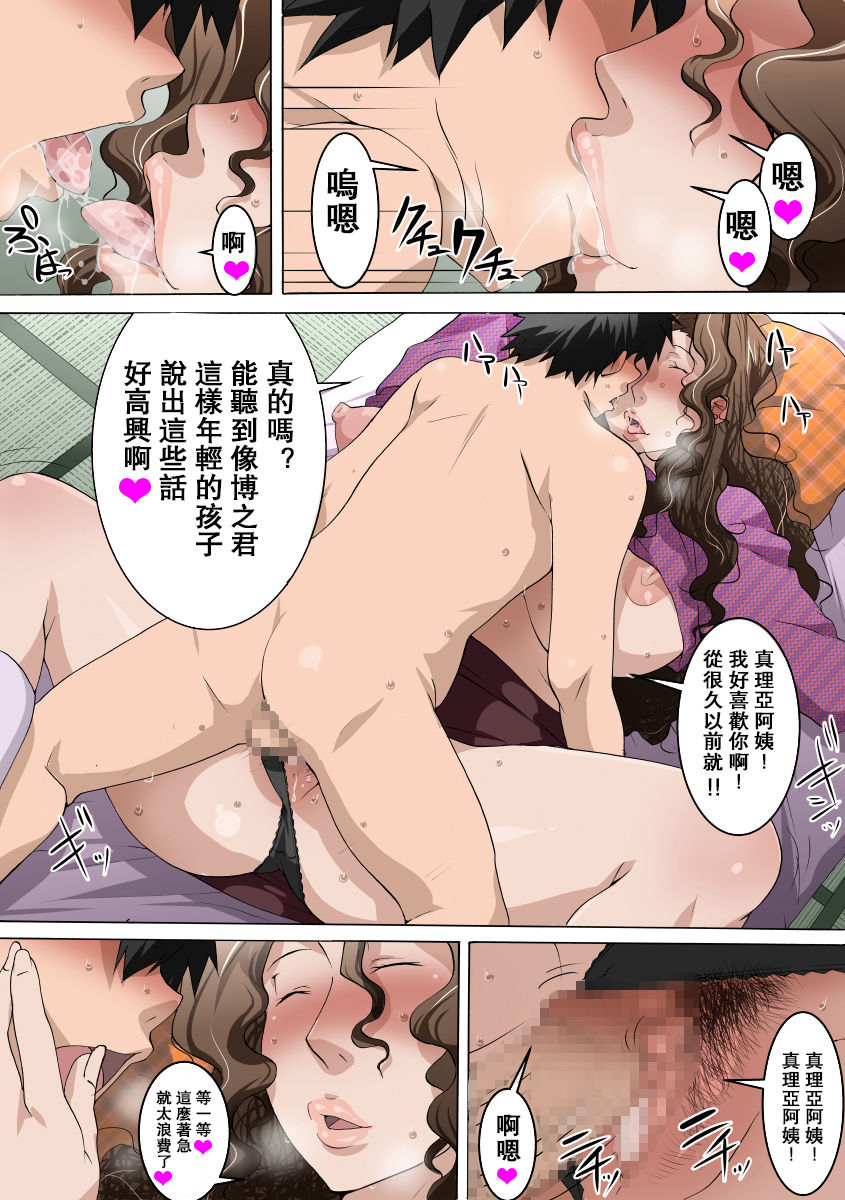 嗯♥
嗯♥
嗚嗯
クチュクチュ
啊♥
ぷはっ
真的嗎？
能聽到像博之君
這樣年輕的孩子
說出這些話
好高興啊♥
ハァ
ハァ
真理亞阿姨！
我好喜歡你啊！
從很久以前就!!
ギシッ
ギシッ
真理亞阿姨！
真理亞阿姨！
啊嗯♥
ニチッ
ニチッ
等一等♥
這麼著急
就太浪費了♥